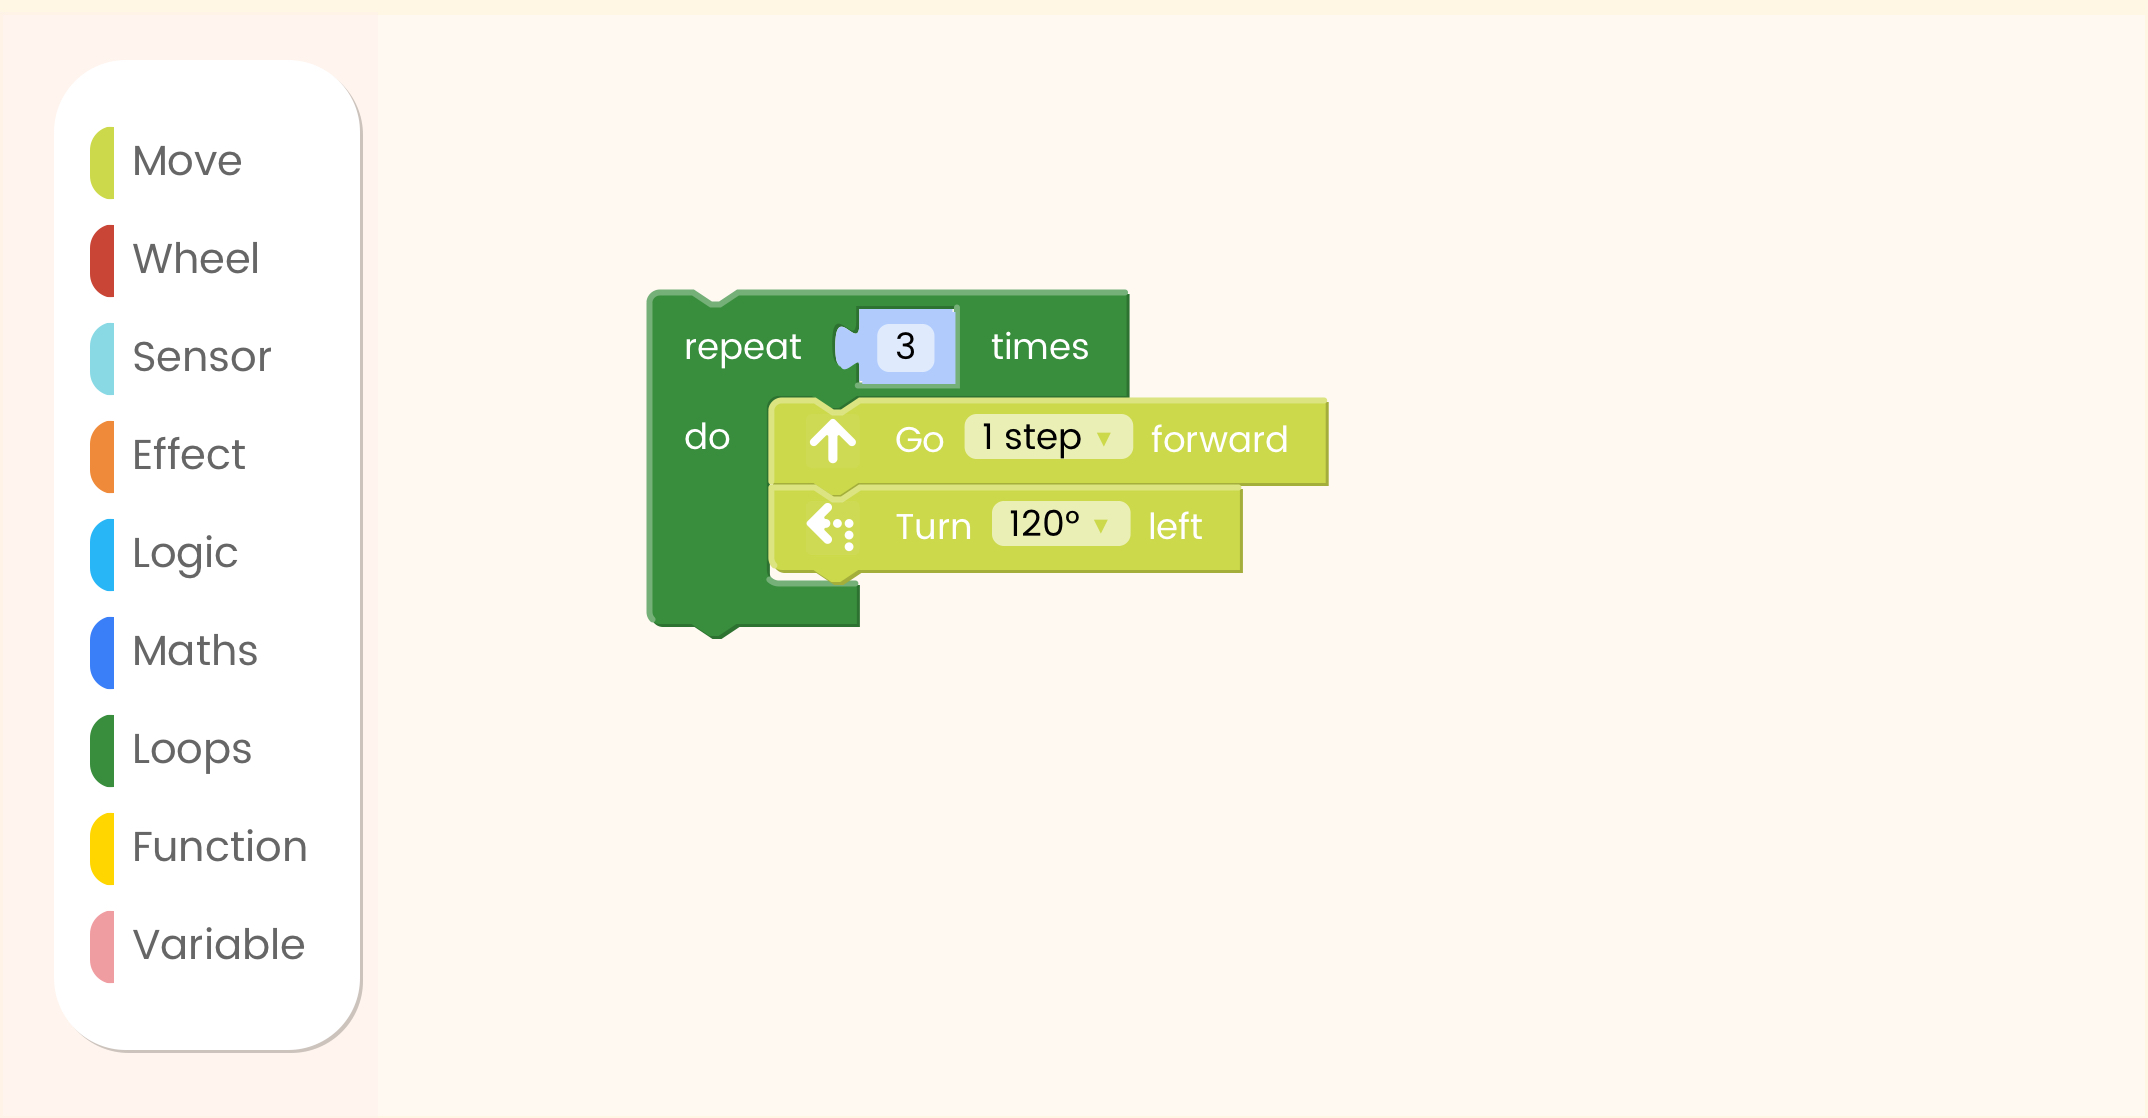 Move
Wheel
Sensor
Effect
Logic
Maths
Loops
Function
Variable
repeat 3 times
do Go 1 step forward
Turn 120° left